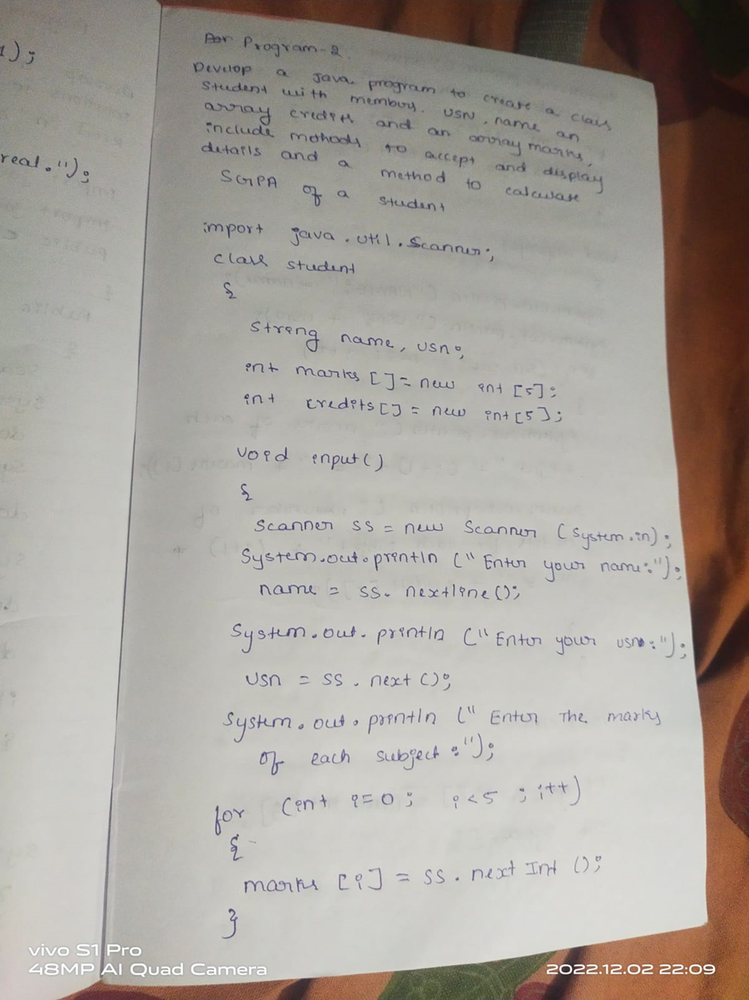 1);
real.");
Program-2.
Devlop a java program to create a class
Student with members. USN, name an
array credits and an array marks,
include methods to accept and display
details and a method to calculate
SGPA of a student
import java.util.Scanner;
class student
{
String name, usn;
int marks []= new int [5];
int credits[] = new int[5];
void input()
{
Scanner ss = new Scanner (System.in);
System.out.println (" Enter your name:");
name = ss. nextline();
System.out. println (" Enter your usn:");
usn = ss. next ();
System.out.println (" Enter The marks
of each subject:");
for (int i=0; i<5 ; i++)
{
marks [i] = ss. next Int ();
}
vivo S1 Pro
48MP AI Quad Camera
2022.12.02 22:09